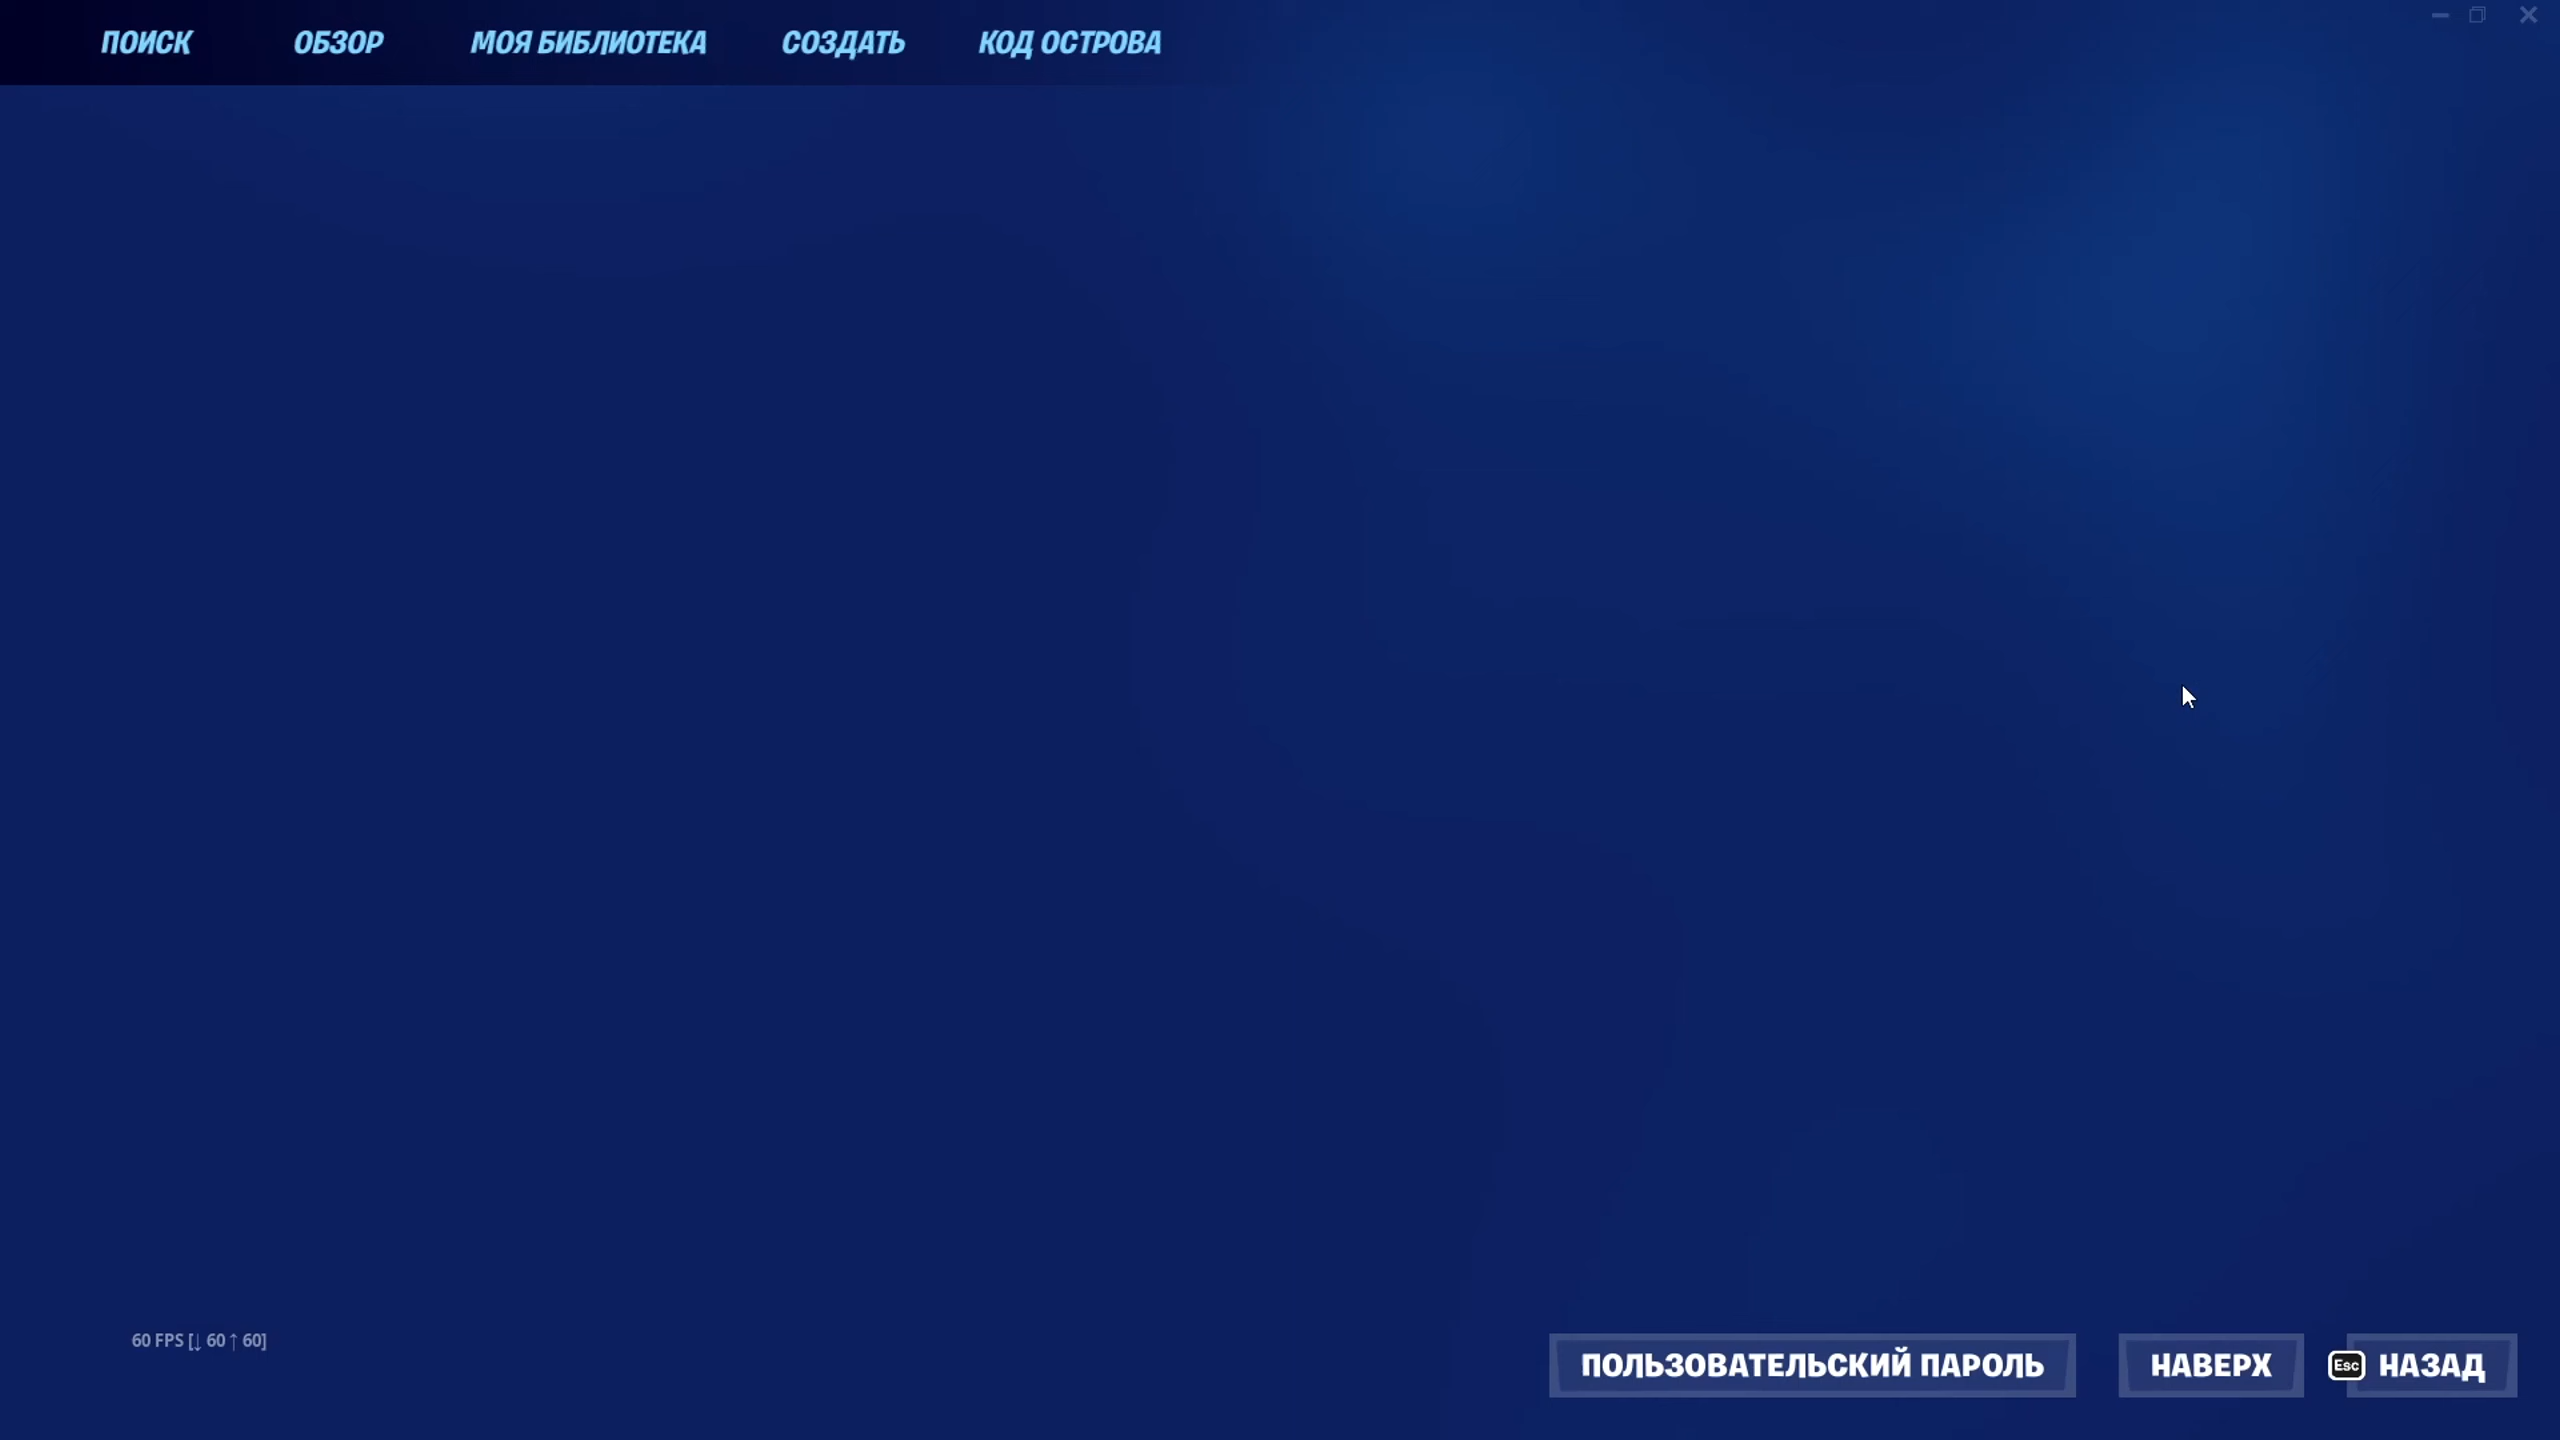 ПОИСК
ОБЗОР
МОЯ БИБЛИОТЕКА
СОЗДАТЬ
КОД ОСТРОВА
60 FPS [↓ 60 ↑ 60]
ПОЛЬЗОВАТЕЛЬСКИЙ ПАРОЛЬ
НАВЕРХ
Esc НАЗАД